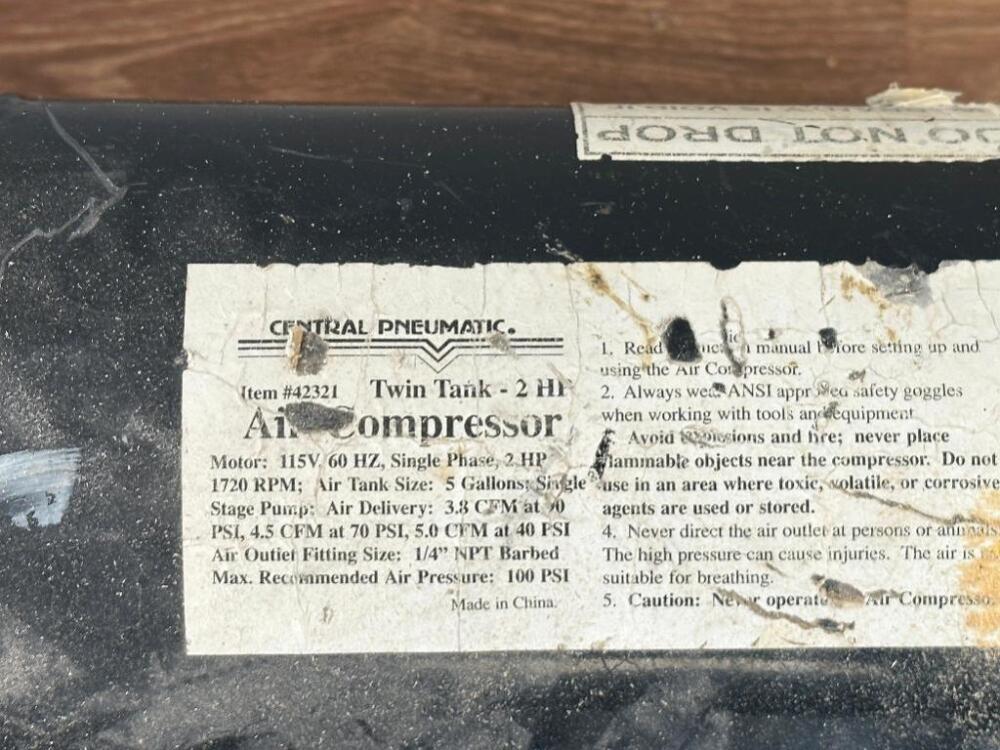 DO NOT DROP
CENTRAL PNEUMATIC.
Item #42321 Twin Tank - 2 HP
Air Compressor
Motor: 115V, 60 HZ, Single Phase, 2 HP
1720 RPM; Air Tank Size: 5 Gallons; Single
Stage Pump; Air Delivery: 3.8 CFM at 90
PSI, 4.5 CFM at 70 PSI, 5.0 CFM at 40 PSI
Air Outlet Fitting Size: 1/4" NPT Barbed
Max. Recommended Air Pressure: 100 PSI
Made in China.
1. Read manual before setting up and
using the Air Compressor.
2. Always wear ANSI approved safety goggles
when working with tools and equipment
Avoid explosions and fire; never place
flammable objects near the compressor. Do not
use in an area where toxic, volatile, or corrosive
agents are used or stored.
4. Never direct the air outlet at persons or animals.
The high pressure can cause injuries. The air is
suitable for breathing.
5. Caution: Never operate Air Compressor